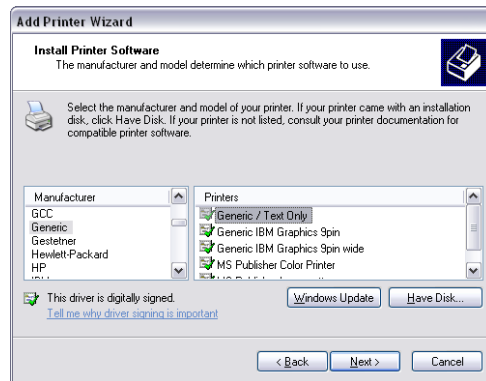 Add Printer Wizard
Install Printer Software
The manufacturer and model determine which printer software to use.
Select the manufacturer and model of your printer. If your printer came with an installation
disk, click Have Disk. If your printer is not listed, consult your printer documentation for
compatible printer software.
Manufacturer
GCC
Generic
Gestetner
Hewlett-Packard
HP
Printers
Generic / Text Only
Generic IBM Graphics 9pin
Generic IBM Graphics 9pin wide
MS Publisher Color Printer
This driver is digitally signed.
Tell me why driver signing is important
Windows Update
Have Disk...
< Back
Next >
Cancel